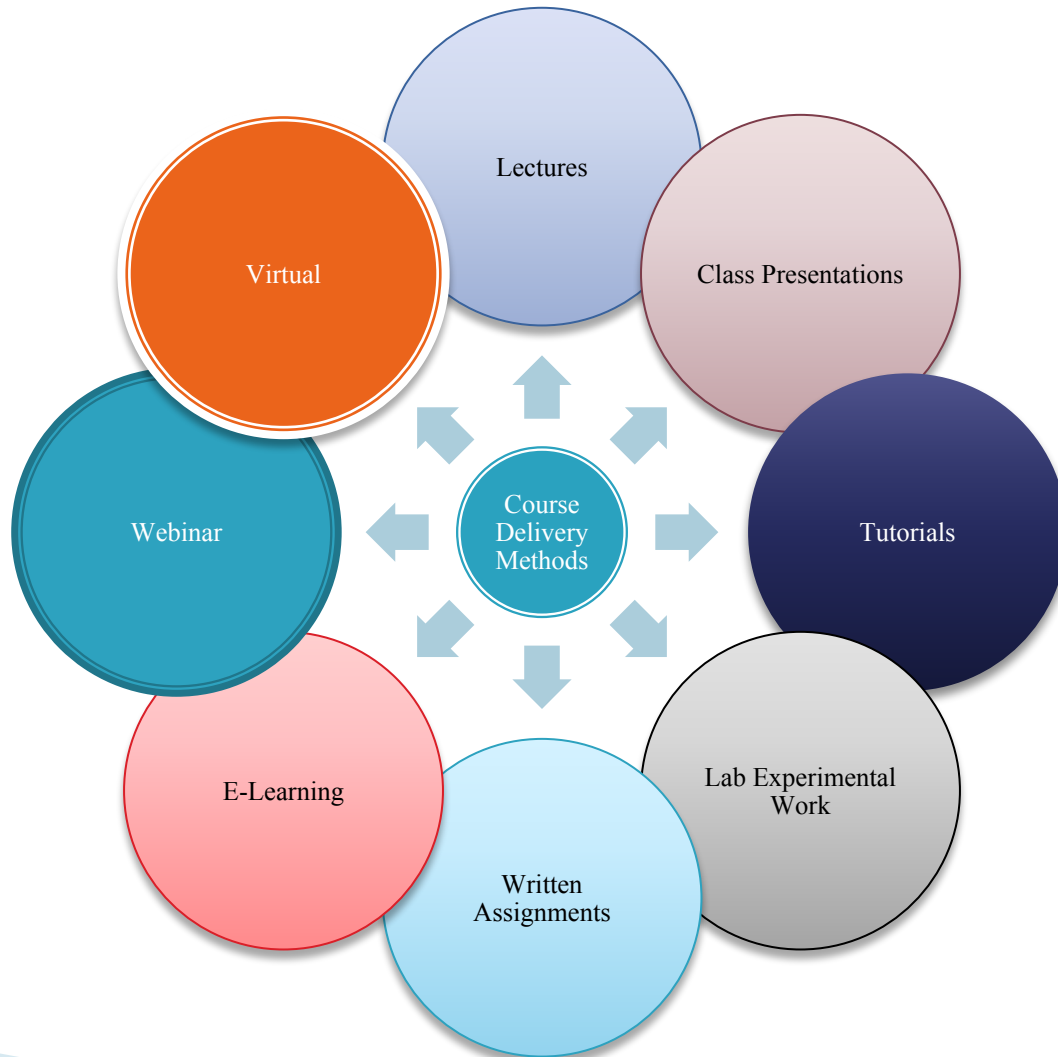 Lectures
Class Presentations
Tutorials
Lab Experimental
Work
Written
Assignments
E-Learning
Webinar
Virtual
Course
Delivery
Methods